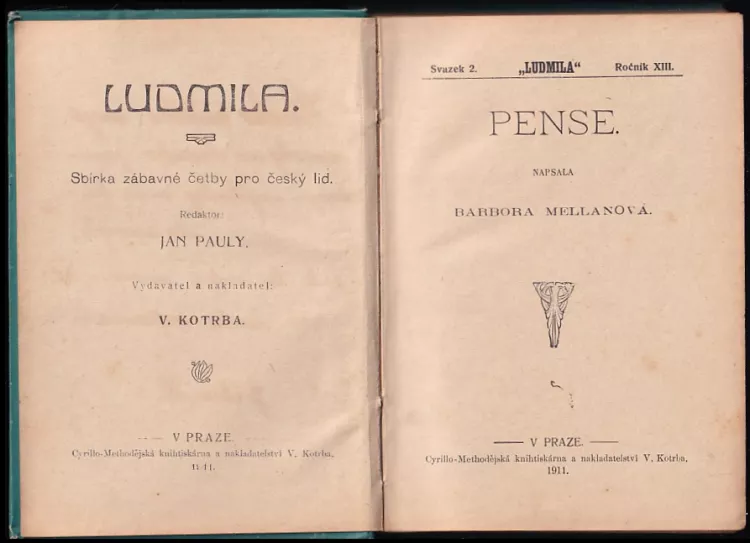 LUDMILA.
Sbírka zábavné četby pro český lid.
Redaktor:
JAN PAULY.
Vydavatel a nakladatel:
V. KOTRBA.
V PRAZE.
Cyrillo-Methodějská knihtiskárna a nakladatelství V. Kotrba.
1911.
Svazek 2. „LUDMILA“ Ročník XIII.
PENSE.
NAPSALA
BARBORA MELLANOVÁ.
V PRAZE.
Cyrillo-Methodějská knihtiskárna a nakladatelství V. Kotrba.
1911.